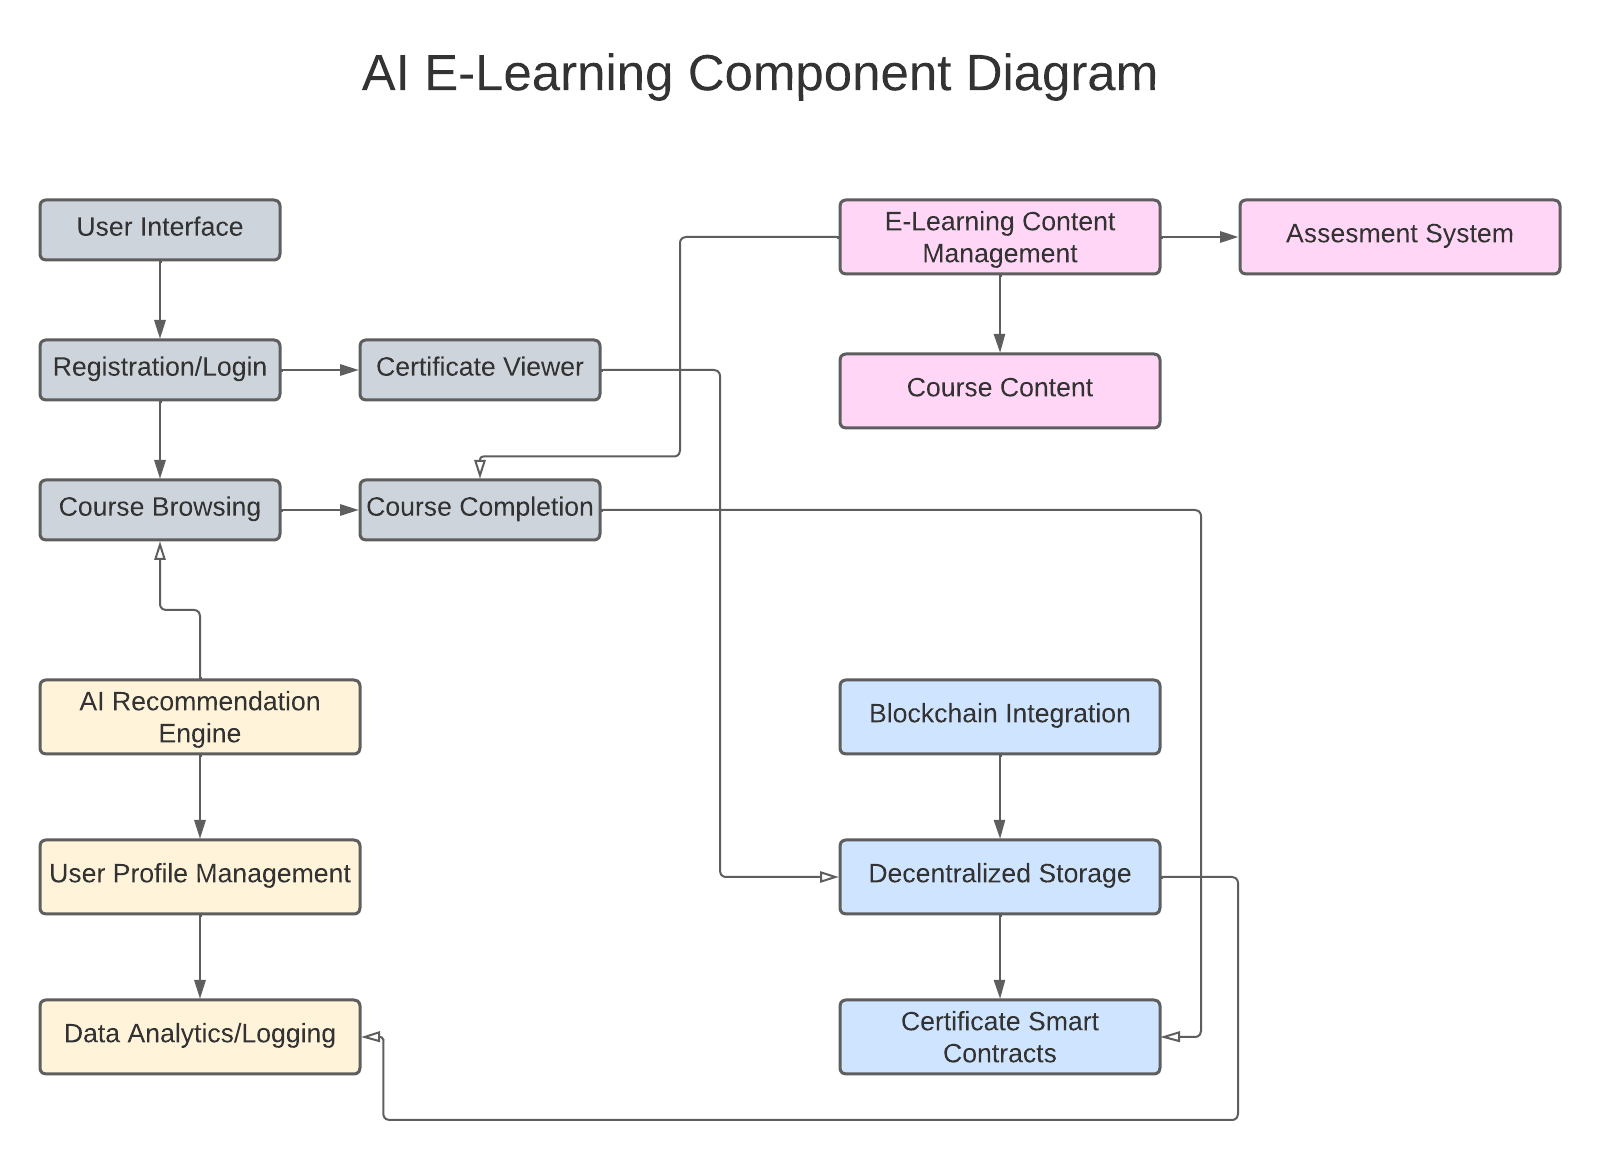 AI E-Learning Component Diagram
User Interface
E-Learning Content
Management
Assesment System
Registration/Login
Certificate Viewer
Course Content
Course Browsing
Course Completion
AI Recommendation
Engine
Blockchain Integration
User Profile Management
Decentralized Storage
Data Analytics/Logging
Certificate Smart
Contracts